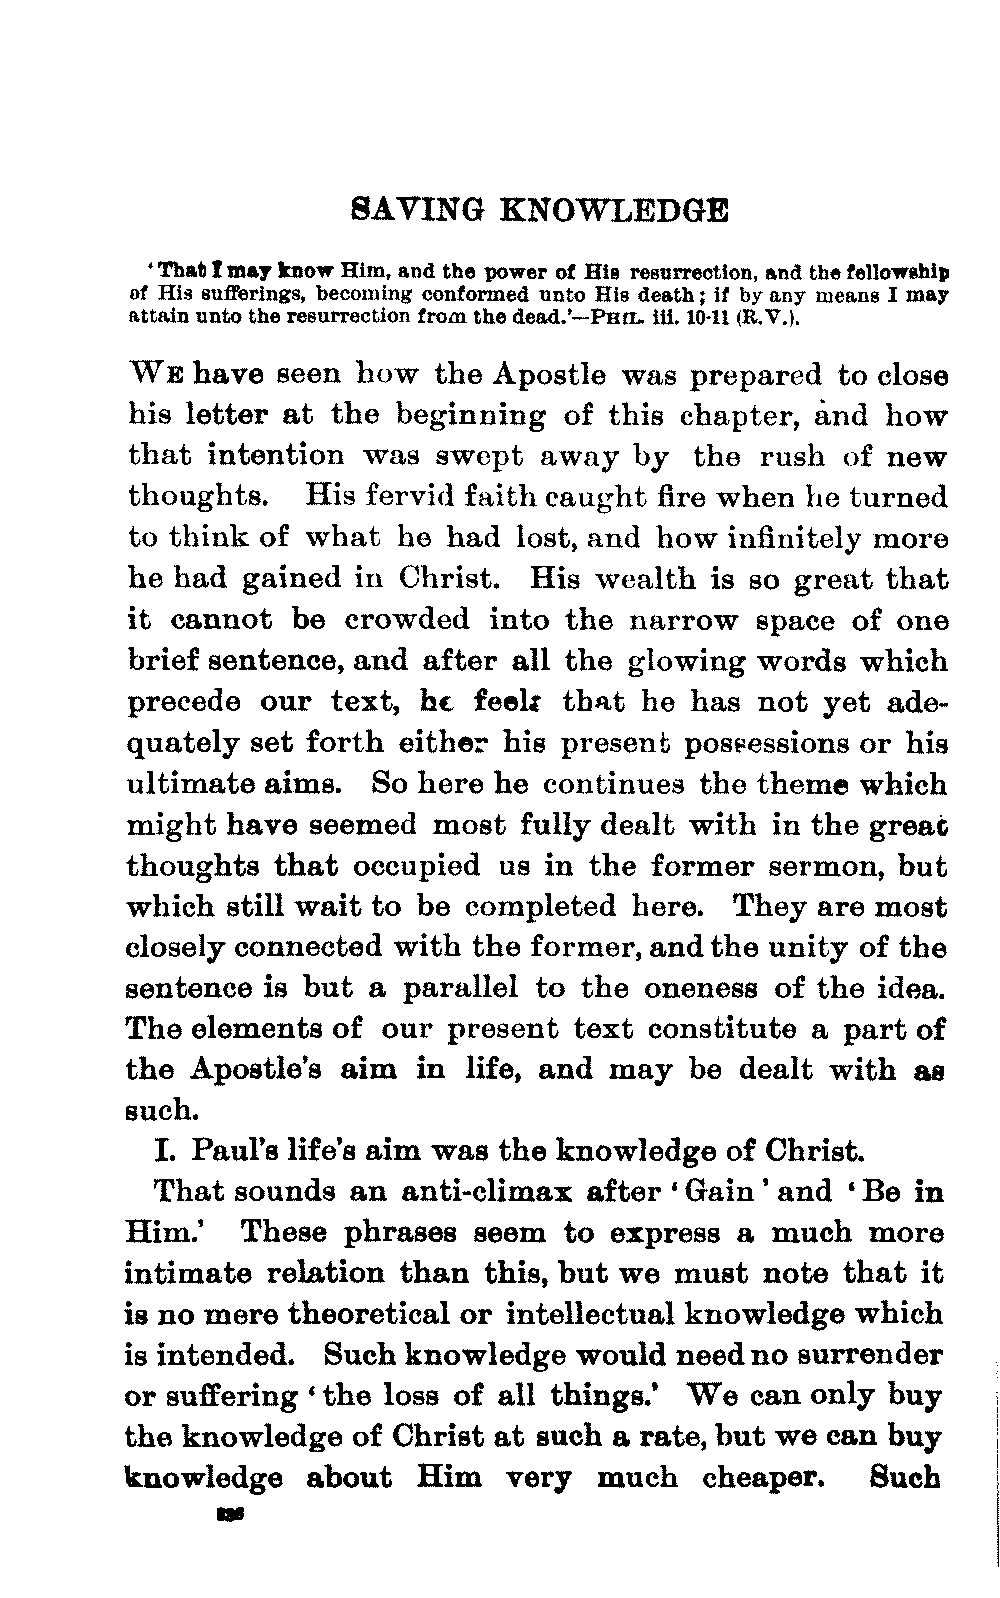 SAVING KNOWLEDGE
‘That I may know Him, and the power of His resurrection, and the fellowship
of His sufferings, becoming conformed unto His death; if by any means I may
attain unto the resurrection from the dead.’—PHIL. iii. 10-11 (R.V.).
WE have seen how the Apostle was prepared to close
his letter at the beginning of this chapter, and how
that intention was swept away by the rush of new
thoughts. His fervid faith caught fire when he turned
to think of what he had lost, and how infinitely more
he had gained in Christ. His wealth is so great that
it cannot be crowded into the narrow space of one
brief sentence, and after all the glowing words which
precede our text, he feels that he has not yet ade-
quately set forth either his present possessions or his
ultimate aims. So here he continues the theme which
might have seemed most fully dealt with in the great
thoughts that occupied us in the former sermon, but
which still wait to be completed here. They are most
closely connected with the former, and the unity of the
sentence is but a parallel to the oneness of the idea.
The elements of our present text constitute a part of
the Apostle's aim in life, and may be dealt with as
such.
I. Paul's life's aim was the knowledge of Christ.
That sounds an anti-climax after ‘Gain’ and ‘Be in
Him.’ These phrases seem to express a much more
intimate relation than this, but we must note that it
is no mere theoretical or intellectual knowledge which
is intended. Such knowledge would need no surrender
or suffering ‘the loss of all things.’ We can only buy
the knowledge of Christ at such a rate, but we can buy
knowledge about Him very much cheaper. Such